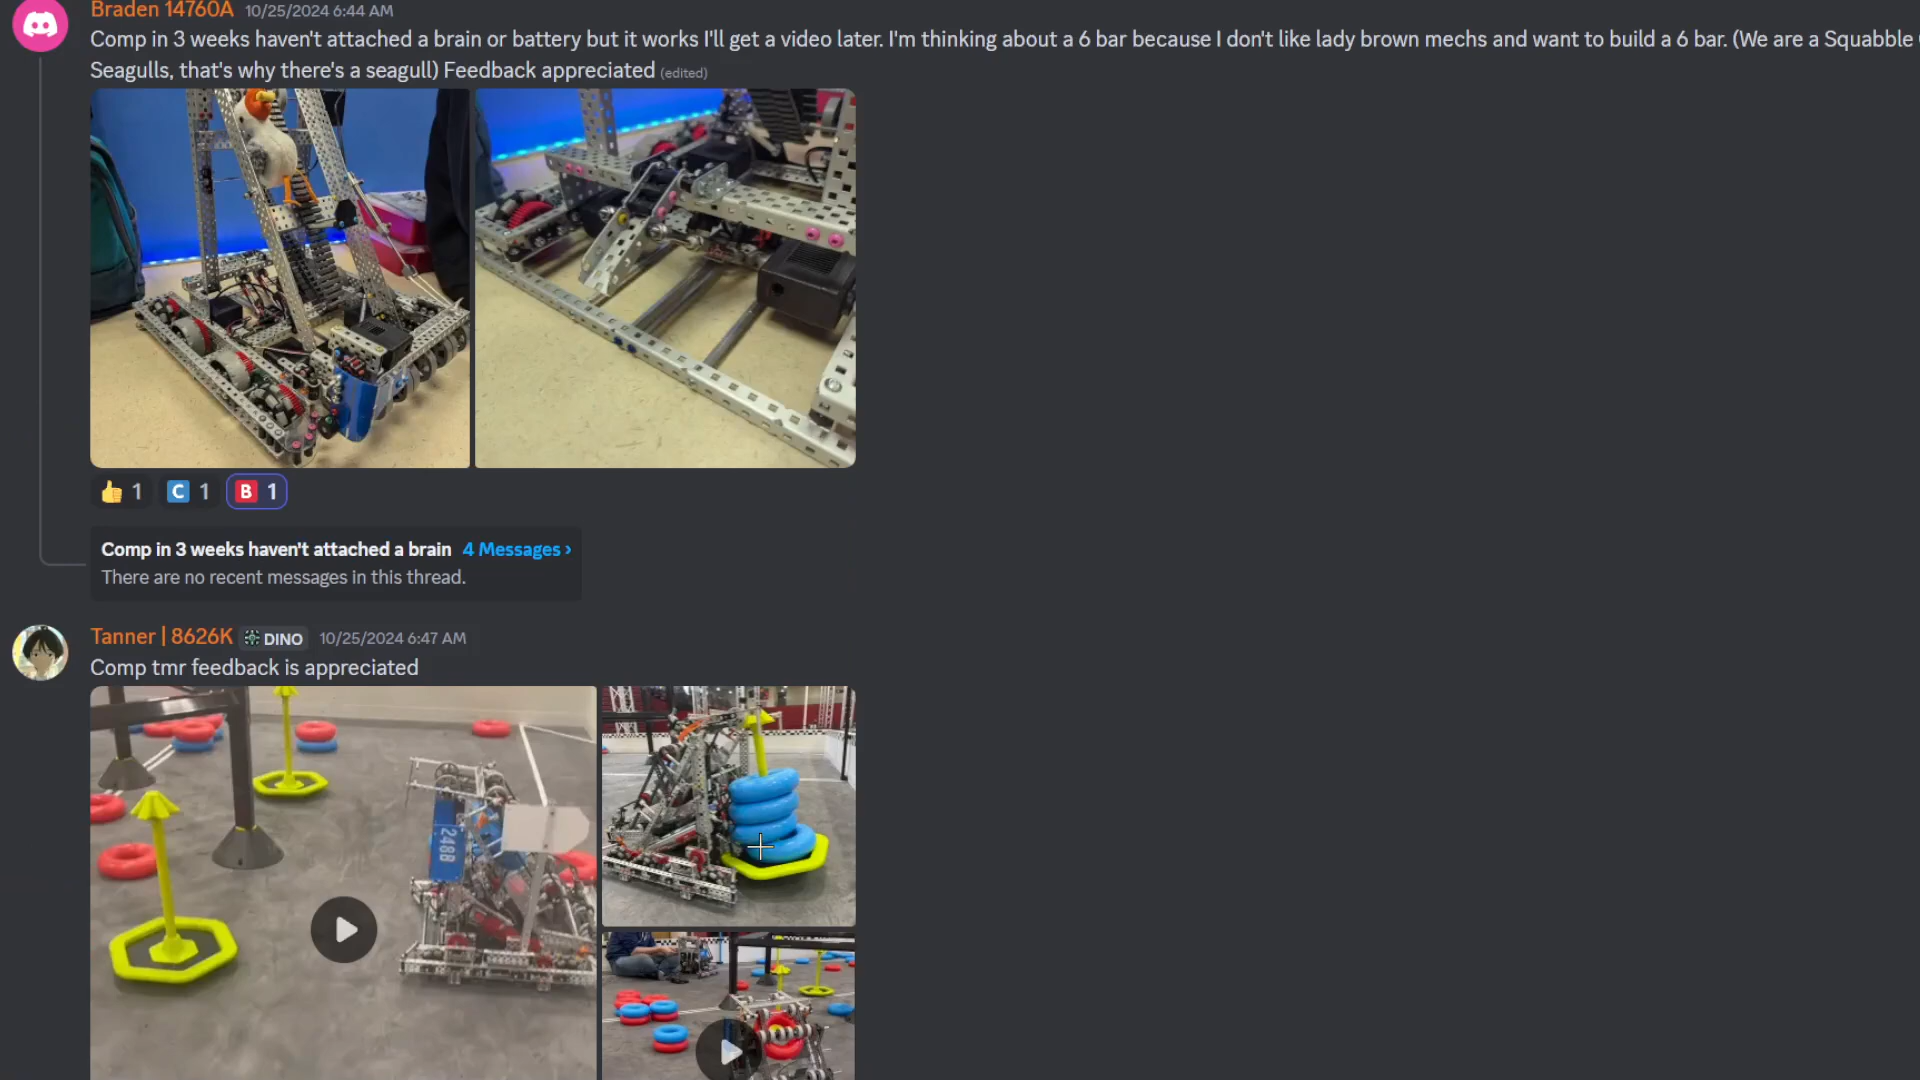 Braden 14760A 10/25/2024 6:44 AM
Comp in 3 weeks haven't attached a brain or battery but it works I'll get a video later. I'm thinking about a 6 bar because I don't like lady brown mechs and want to build a 6 bar. (We are a Squabble
Seagulls, that's why there's a seagull) Feedback appreciated (edited)
1 C 1 B 1
Comp in 3 weeks haven't attached a brain 4 Messages ›
There are no recent messages in this thread.
Tanner | 8626K DINO 10/25/2024 6:47 AM
Comp tmr feedback is appreciated
248B